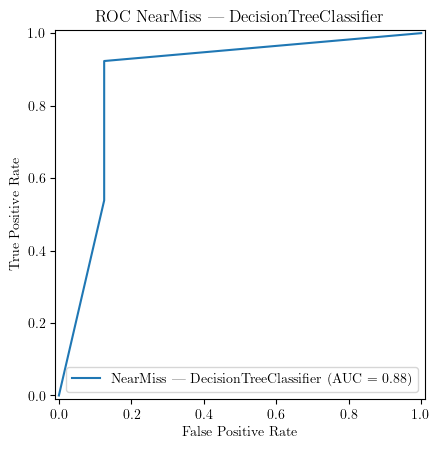 ROC NearMiss — DecisionTreeClassifier
1.0
0.8
0.6
0.4
0.2
0.0
True Positive Rate
NearMiss — DecisionTreeClassifier (AUC = 0.88)
0.0 0.2 0.4 0.6 0.8 1.0
False Positive Rate